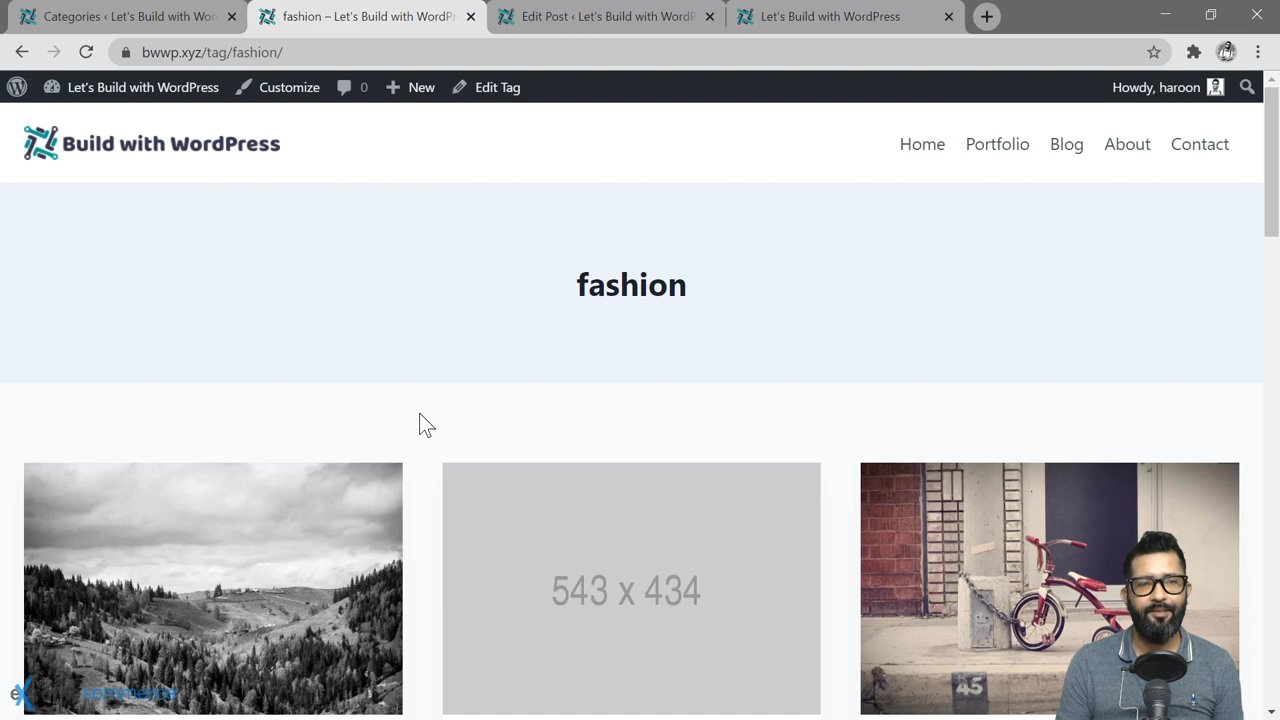 Categories ‹ Let's Build with Wor
fashion – Let's Build with WordPr
Edit Post ‹ Let's Build with WordP
Let's Build with WordPress
bwwp.xyz/tag/fashion/
Let's Build with WordPress
Customize
0
New
Edit Tag
Howdy, haroon
Build with WordPress
Home
Portfolio
Blog
About
Contact
fashion
543 x 434
45
commerce